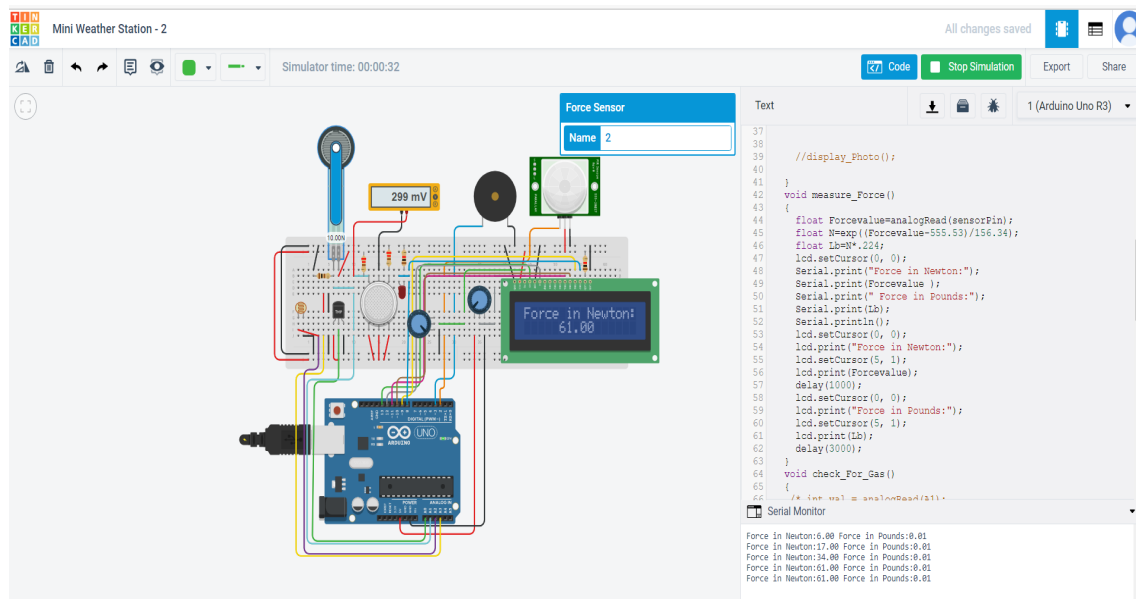 TIN
KER
CAD
Mini Weather Station - 2
All changes saved
Simulator time: 00:00:32
Code
Stop Simulation
Export
Share
Force Sensor
Name 2
Text
1 (Arduino Uno R3)
299 mV
10.00N
Force in Newton:
61.00
DIGITAL (PWM~)
UNO
ARDUINO
POWER
ANALOG IN
37
38
39 //display_Photo();
40
41 }
42 void measure_Force()
43 {
44 float Forcevalue=analogRead(sensorPin);
45 float N=exp((Forcevalue-555.53)/156.34);
46 float Lb=N*.224;
47 lcd.setCursor(0, 0);
48 Serial.print("Force in Newton:");
49 Serial.print(Forcevalue );
50 Serial.print(" Force in Pounds:");
51 Serial.print(Lb);
52 Serial.println();
53 lcd.setCursor(0, 0);
54 lcd.print("Force in Newton:");
55 lcd.setCursor(5, 1);
56 lcd.print(Forcevalue);
57 delay(1000);
58 lcd.setCursor(0, 0);
59 lcd.print("Force in Pounds:");
60 lcd.setCursor(5, 1);
61 lcd.print(Lb);
62 delay(3000);
63 }
64 void check_For_Gas()
65 {
66 /* int val = analogRead(A1);
Serial Monitor
Force in Newton:6.00 Force in Pounds:0.01
Force in Newton:17.00 Force in Pounds:0.01
Force in Newton:34.00 Force in Pounds:0.01
Force in Newton:61.00 Force in Pounds:0.01
Force in Newton:61.00 Force in Pounds:0.01